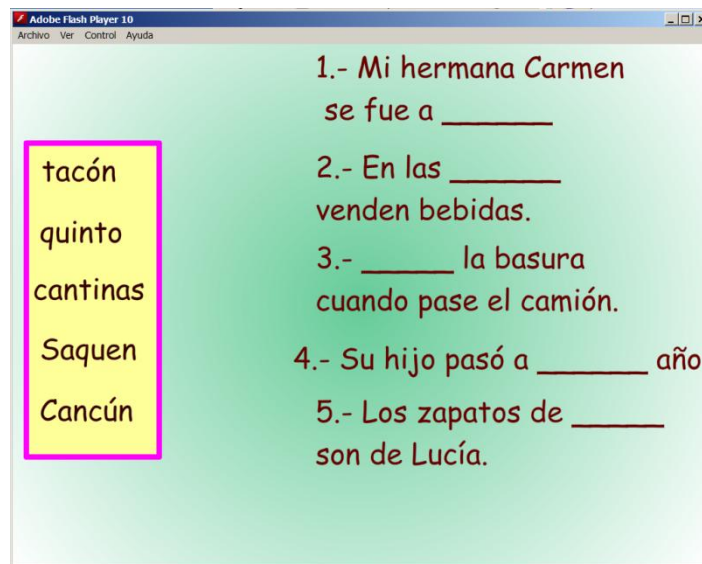 Adobe Flash Player 10
Archivo Ver Control Ayuda
tacón
quinto
cantinas
Saquen
Cancún
1.- Mi hermana Carmen
se fue a ______
2.- En las ______
venden bebidas.
3.- _____ la basura
cuando pase el camión.
4.- Su hijo pasó a ______ año
5.- Los zapatos de _____
son de Lucía.